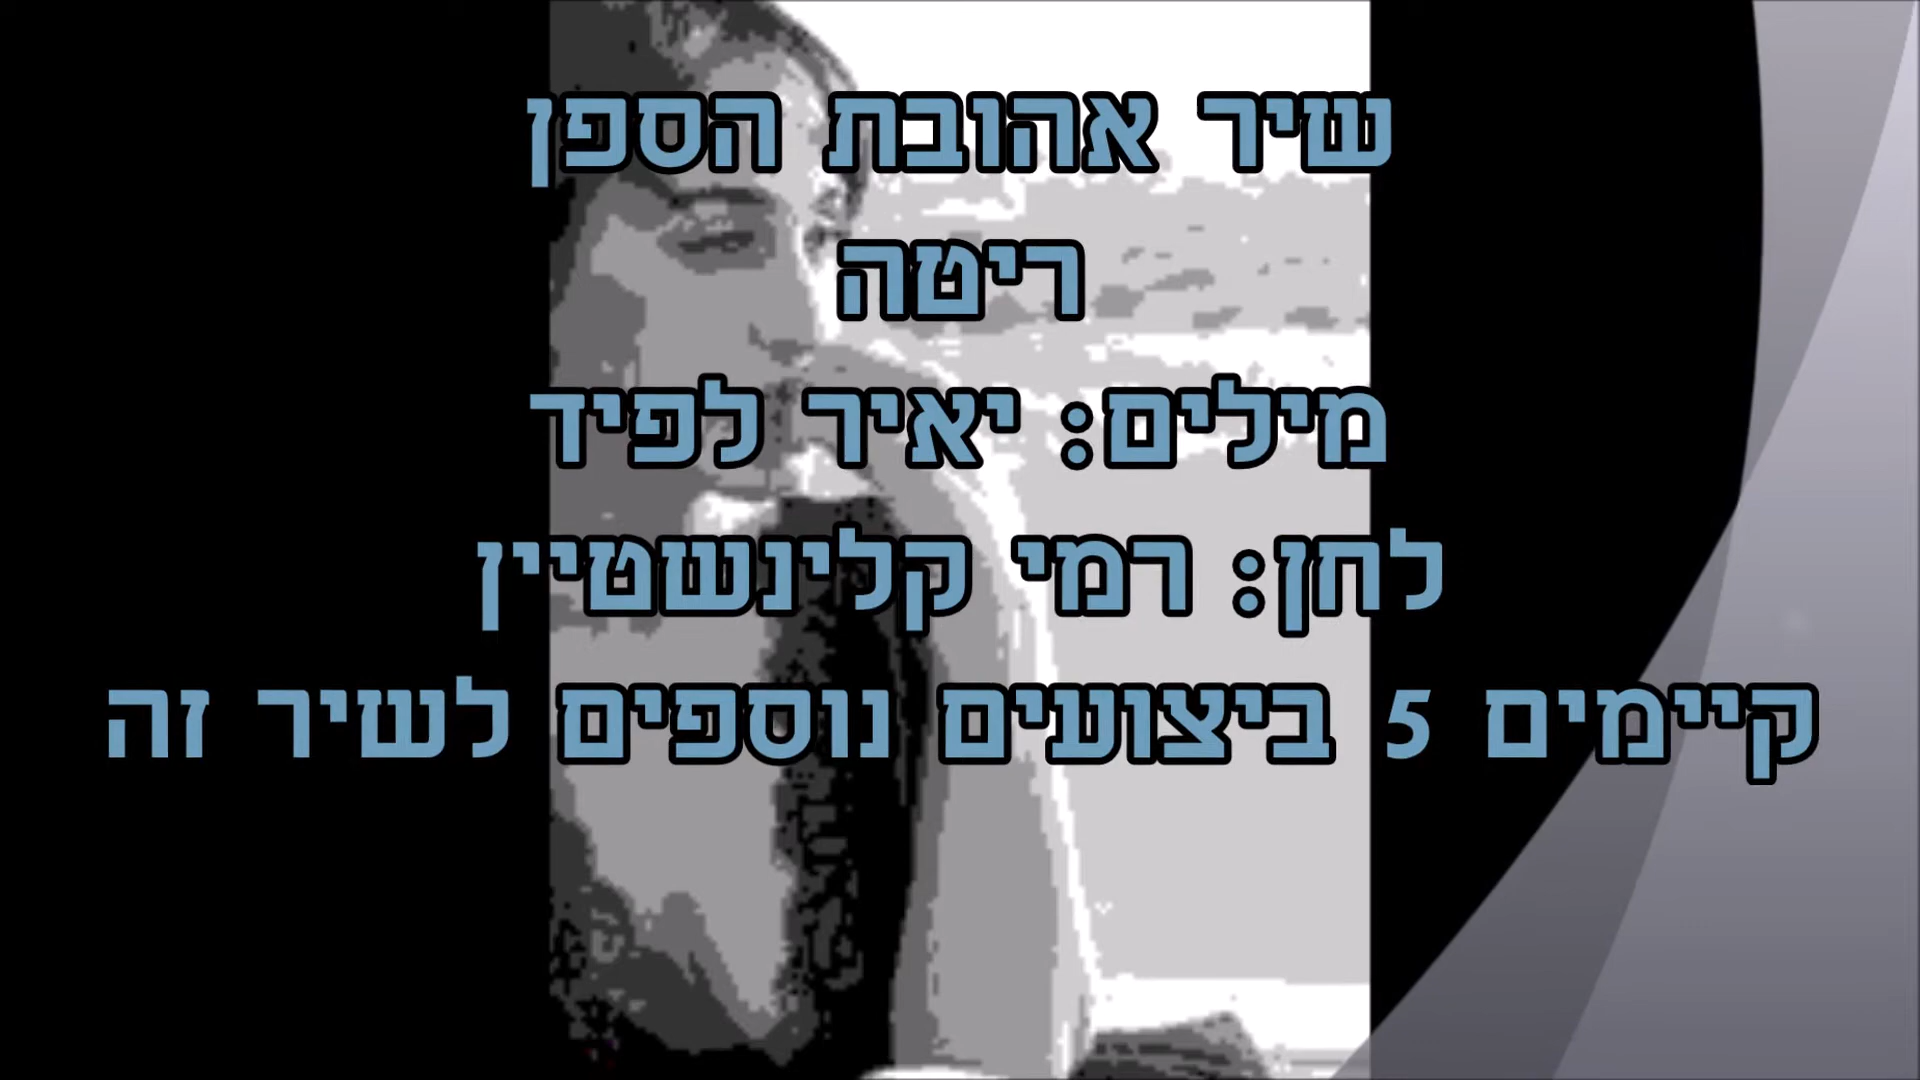 שיר אהובת הספן
ריטה
מילים: יאיר לפיד
לחן: רמי קלינשטיין
קיימים 5 ביצועים נוספים לשיר זה